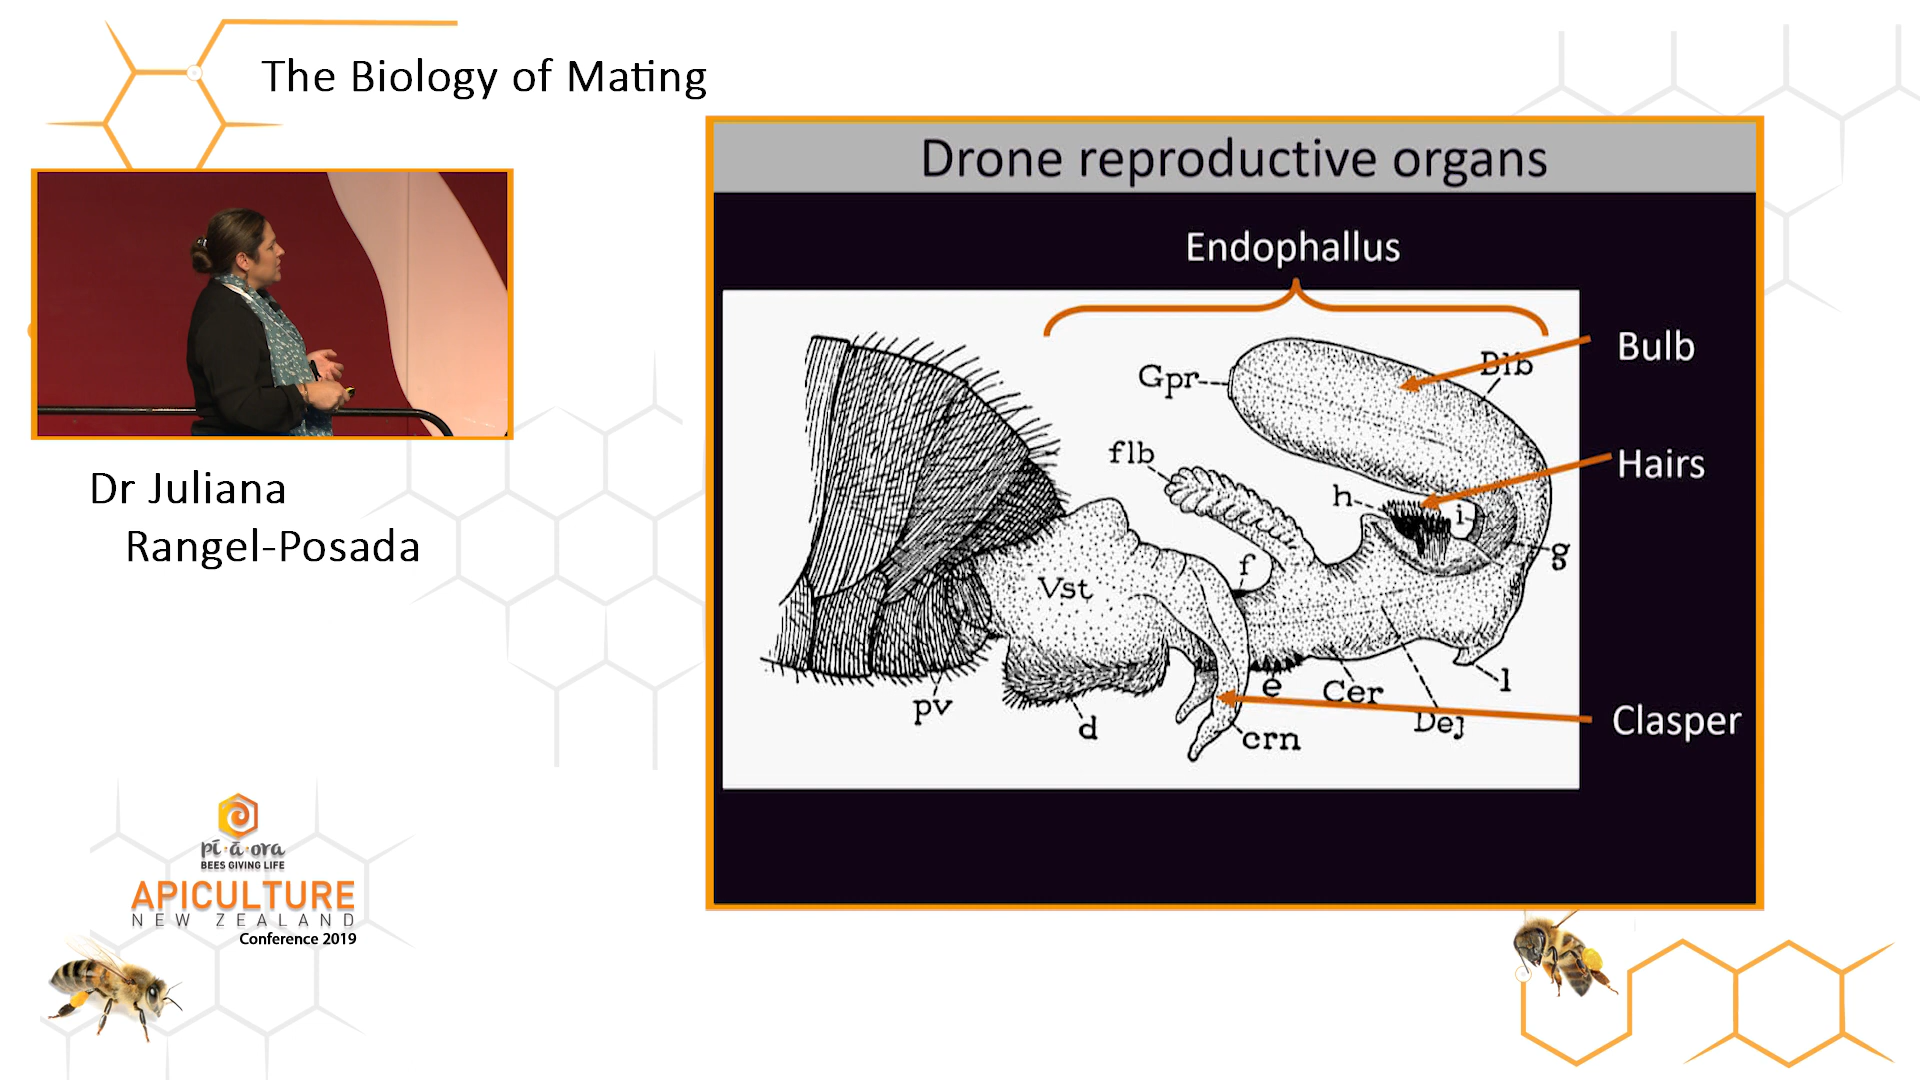 The Biology of Mating
Drone reproductive organs
Endophallus
Bulb
Gpr
Blb
flb
Hairs
h
i
g
f
Vst
l
e
Cer
pv
Dej
Clasper
d
crn
Dr Juliana
Rangel-Posada
pī·ā·ora
BEES GIVING LIFE
APICULTURE
NEW ZEALAND
Conference 2019